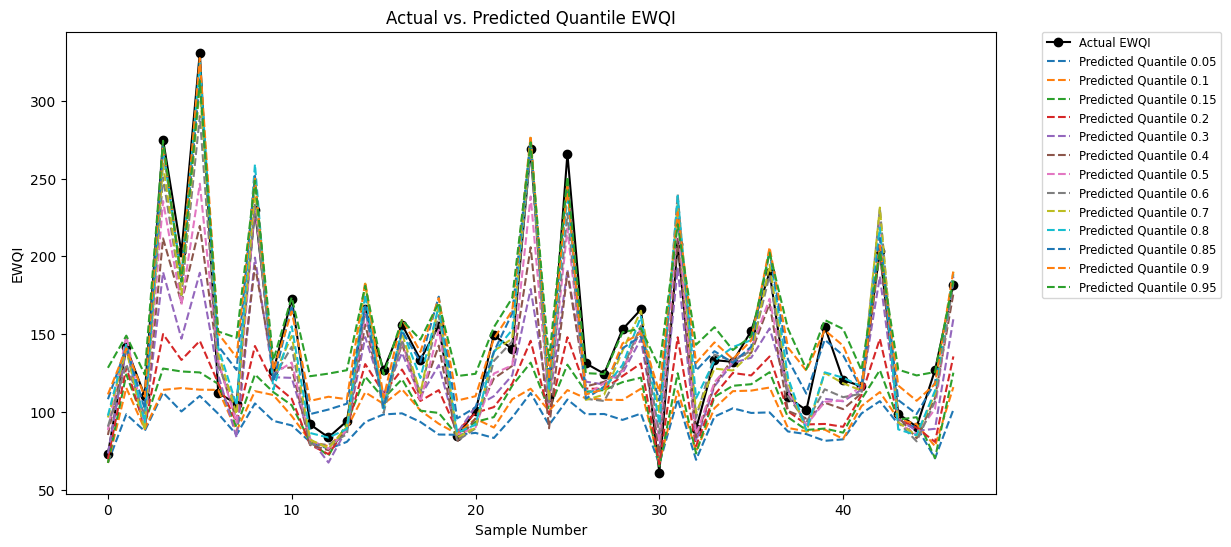 Actual vs. Predicted Quantile EWQI
EWQI
300
250
200
150
100
50
0
10
20
30
40
Sample Number
Actual EWQI
Predicted Quantile 0.05
Predicted Quantile 0.1
Predicted Quantile 0.15
Predicted Quantile 0.2
Predicted Quantile 0.3
Predicted Quantile 0.4
Predicted Quantile 0.5
Predicted Quantile 0.6
Predicted Quantile 0.7
Predicted Quantile 0.8
Predicted Quantile 0.85
Predicted Quantile 0.9
Predicted Quantile 0.95